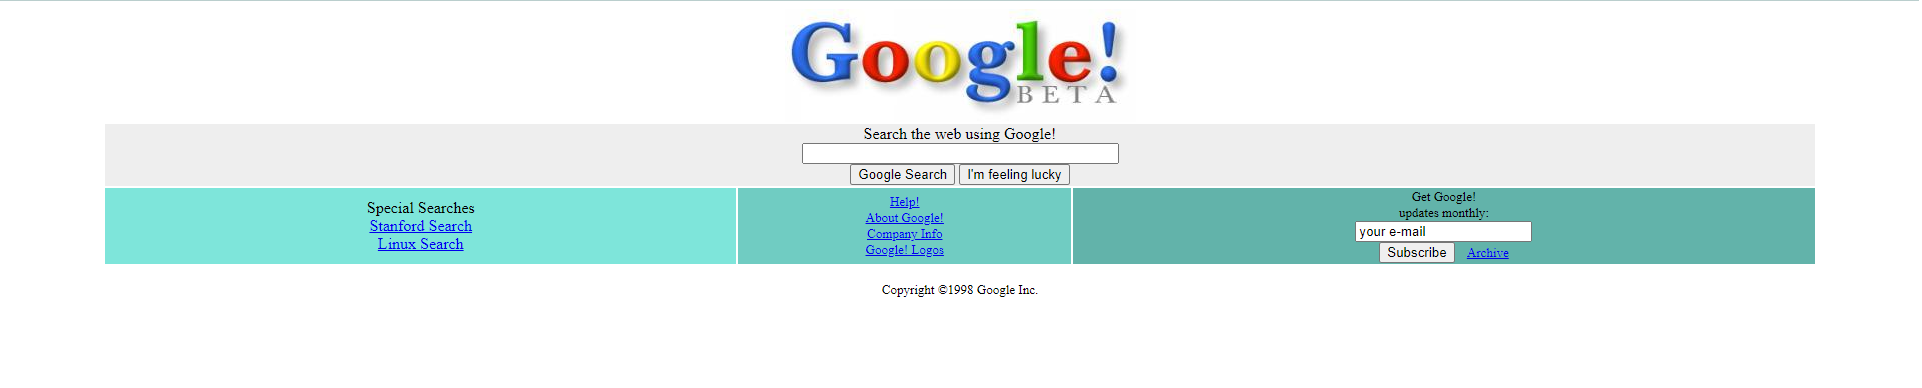 Google!
BETA
Search the web using Google!
Google Search I'm feeling lucky
Special Searches
Stanford Search
Linux Search
Help!
About Google!
Company Info
Google! Logos
Get Google!
updates monthly:
your e-mail
Subscribe Archive
Copyright ©1998 Google Inc.